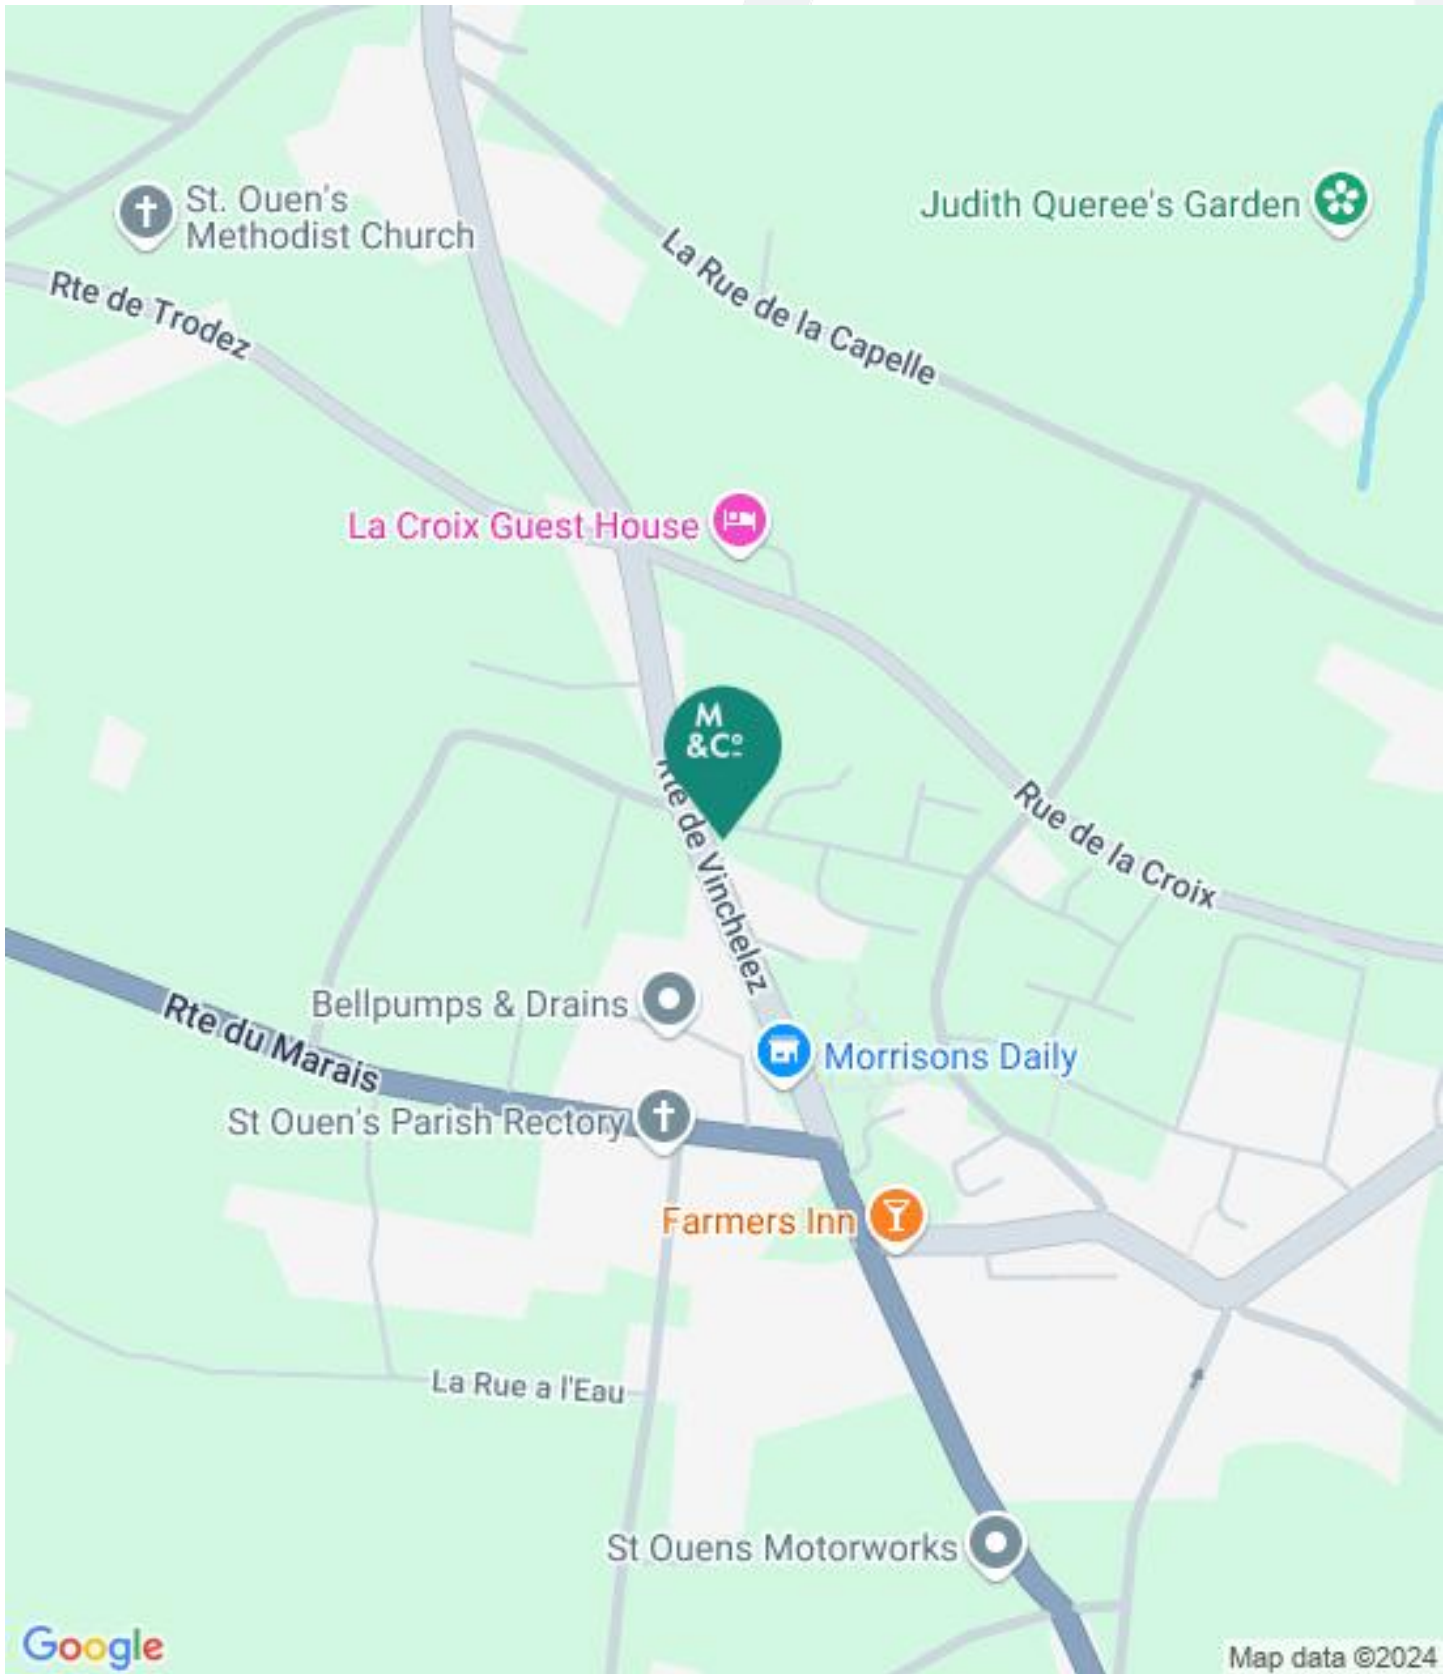 St. Ouen's
Methodist Church
Judith Queree's Garden
Rte de Trodez
La Rue de la Capelle
La Croix Guest House
M
&Co
Rte de Vinchelez
Rue de la Croix
Bellpumps & Drains
Rte du Marais
Morrisons Daily
St Ouen's Parish Rectory
Farmers Inn
La Rue a l'Eau
St Ouens Motorworks
Google
Map data ©2024